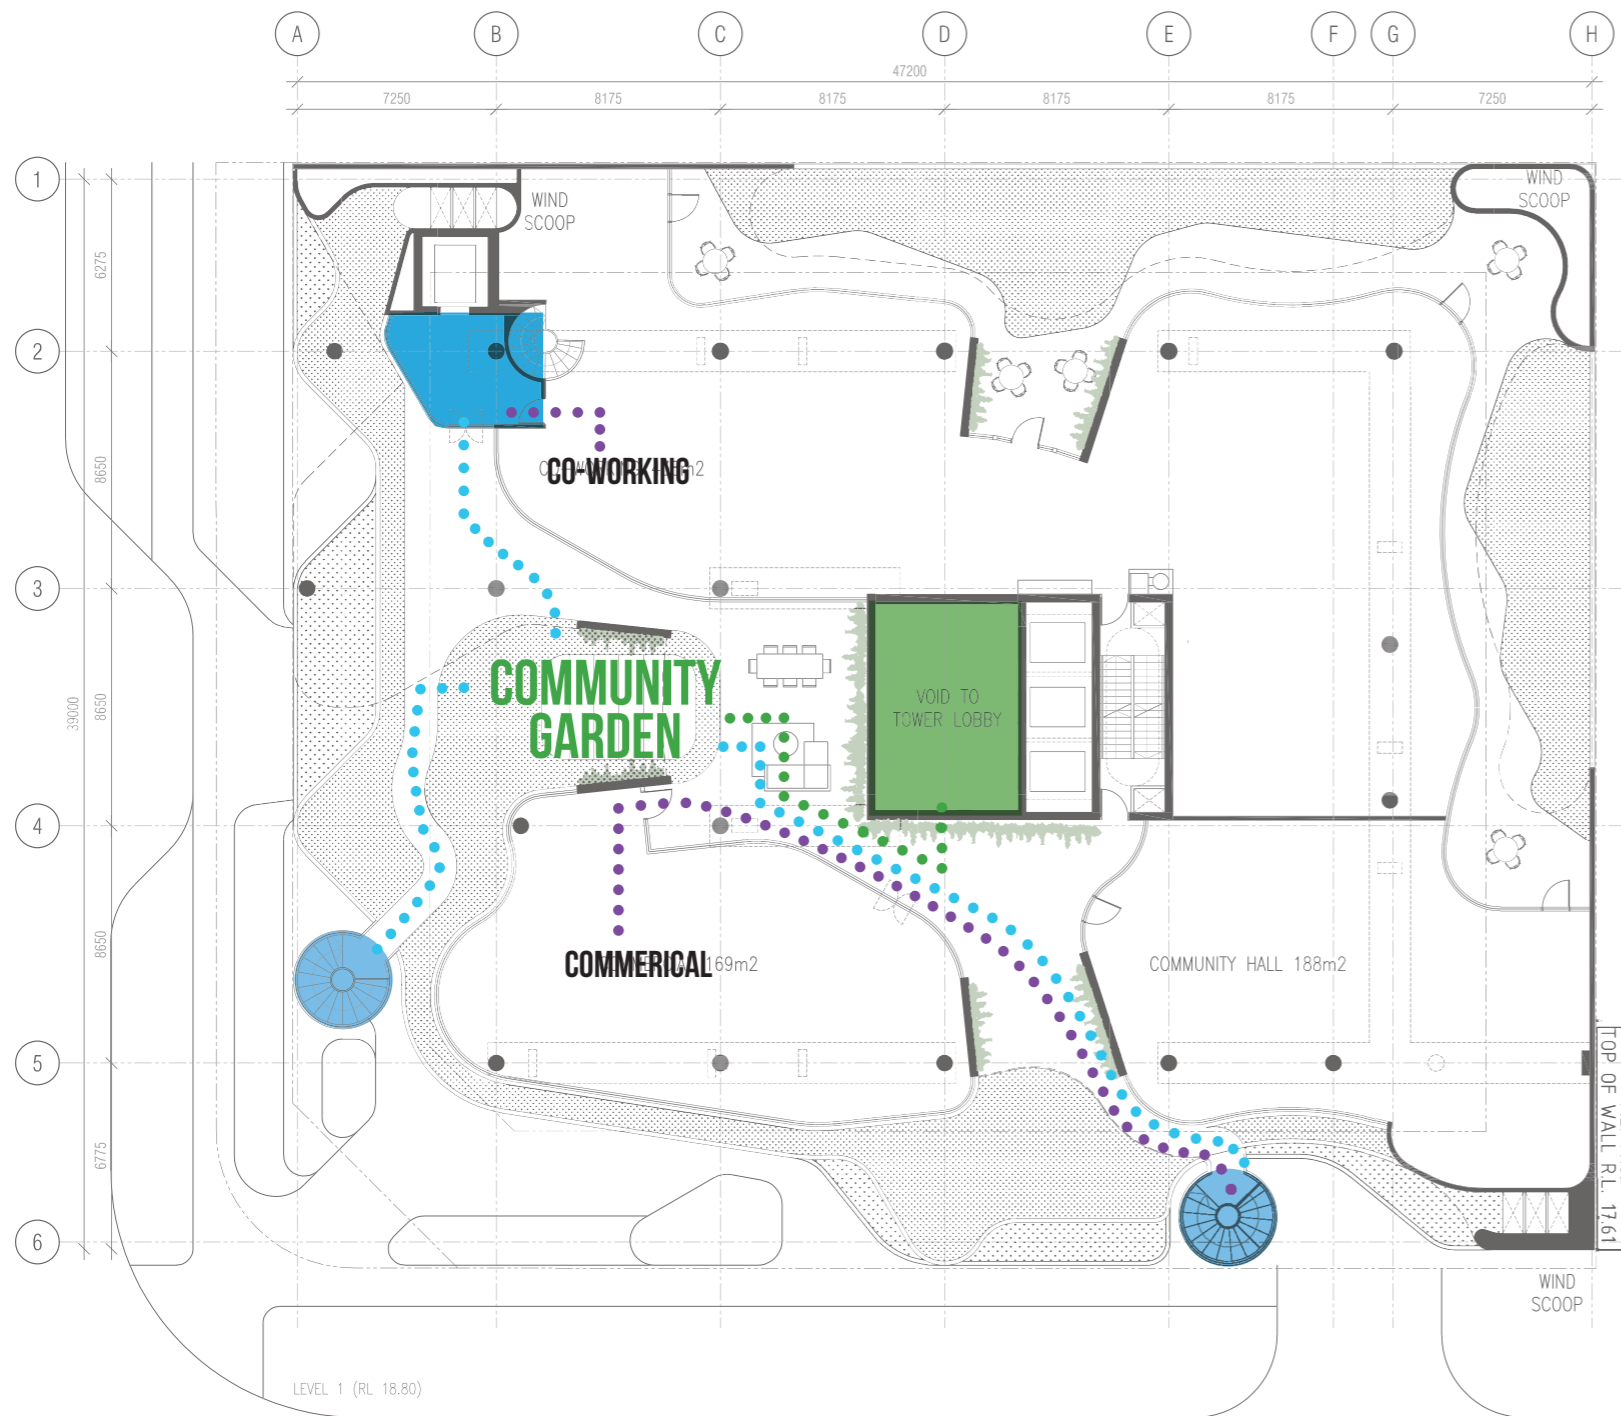 A B C D E F G H
47200
7250 8175 8175 8175 8175 7250
1
WIND
SCOOP
WIND
SCOOP
6275
2
8650
CO-WORKING
m2
3
39000
8650
COMMUNITY
GARDEN
VOID TO
TOWER LOBBY
4
8650
COMMERICAL
169m2
COMMUNITY HALL 188m2
5
TOP OF WALL R.L. 17.61
6775
6
WIND
SCOOP
LEVEL 1 (RL 18.80)